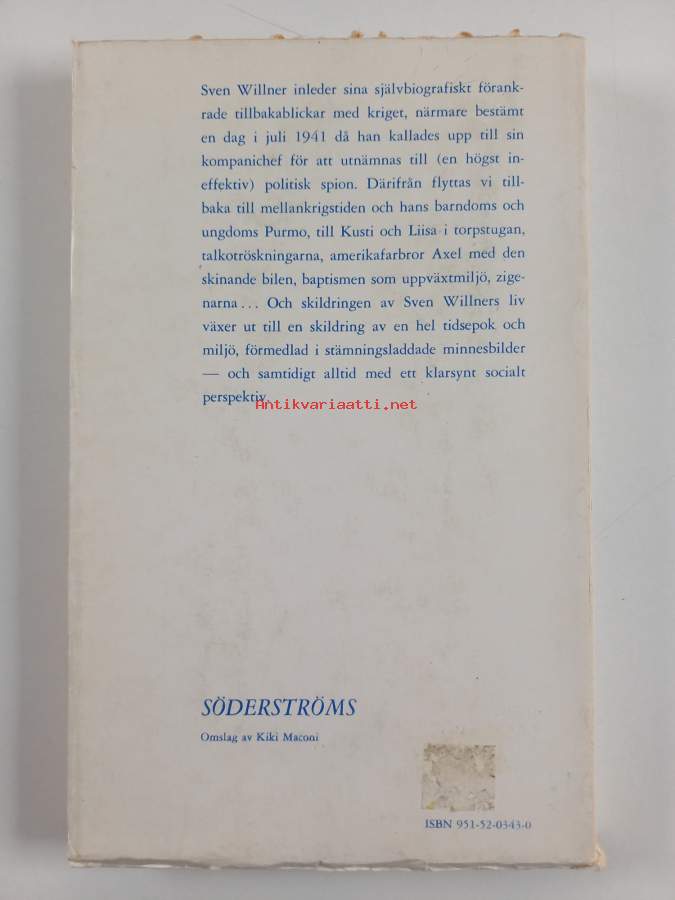 Sven Willner inleder sina självbiografiskt förank-
rade tillbakablickar med kriget, närmare bestämt
en dag i juli 1941 då han kallades upp till sin
kompanichef för att utnämnas till (en högst in-
effektiv) politisk spion. Därifrån flyttas vi till-
baka till mellankrigstiden och hans barndoms och
ungdoms Purmo, till Kusti och Liisa i torpstugan,
talkotröskningarna, amerikafarbror Axel med den
skinande bilen, baptismen som uppväxtmiljö, zige-
narna... Och skildringen av Sven Willners liv
växer ut till en skildring av en hel tidsepok och
miljö, förmedlad i stämningsladdade minnesbilder
— och samtidigt alltid med ett klarsynt socialt
perspektiv.
Antikvariaatti.net
SÖDERSTRÖMS
Omslag av Kiki Maconi
ISBN 951-52-0343-0